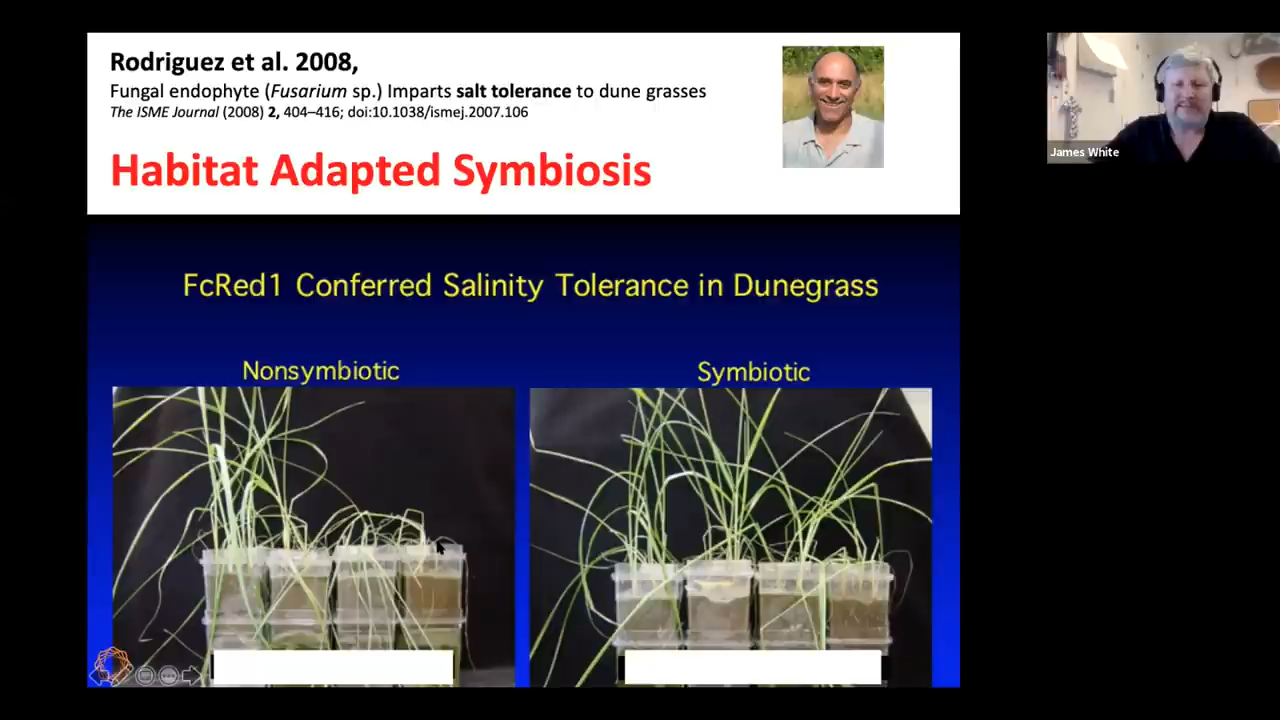 Rodriguez et al. 2008,
Fungal endophyte (Fusarium sp.) Imparts salt tolerance to dune grasses
The ISME Journal (2008) 2, 404–416; doi:10.1038/ismej.2007.106
Habitat Adapted Symbiosis
James White
FcRed1 Conferred Salinity Tolerance in Dunegrass
Nonsymbiotic
Symbiotic